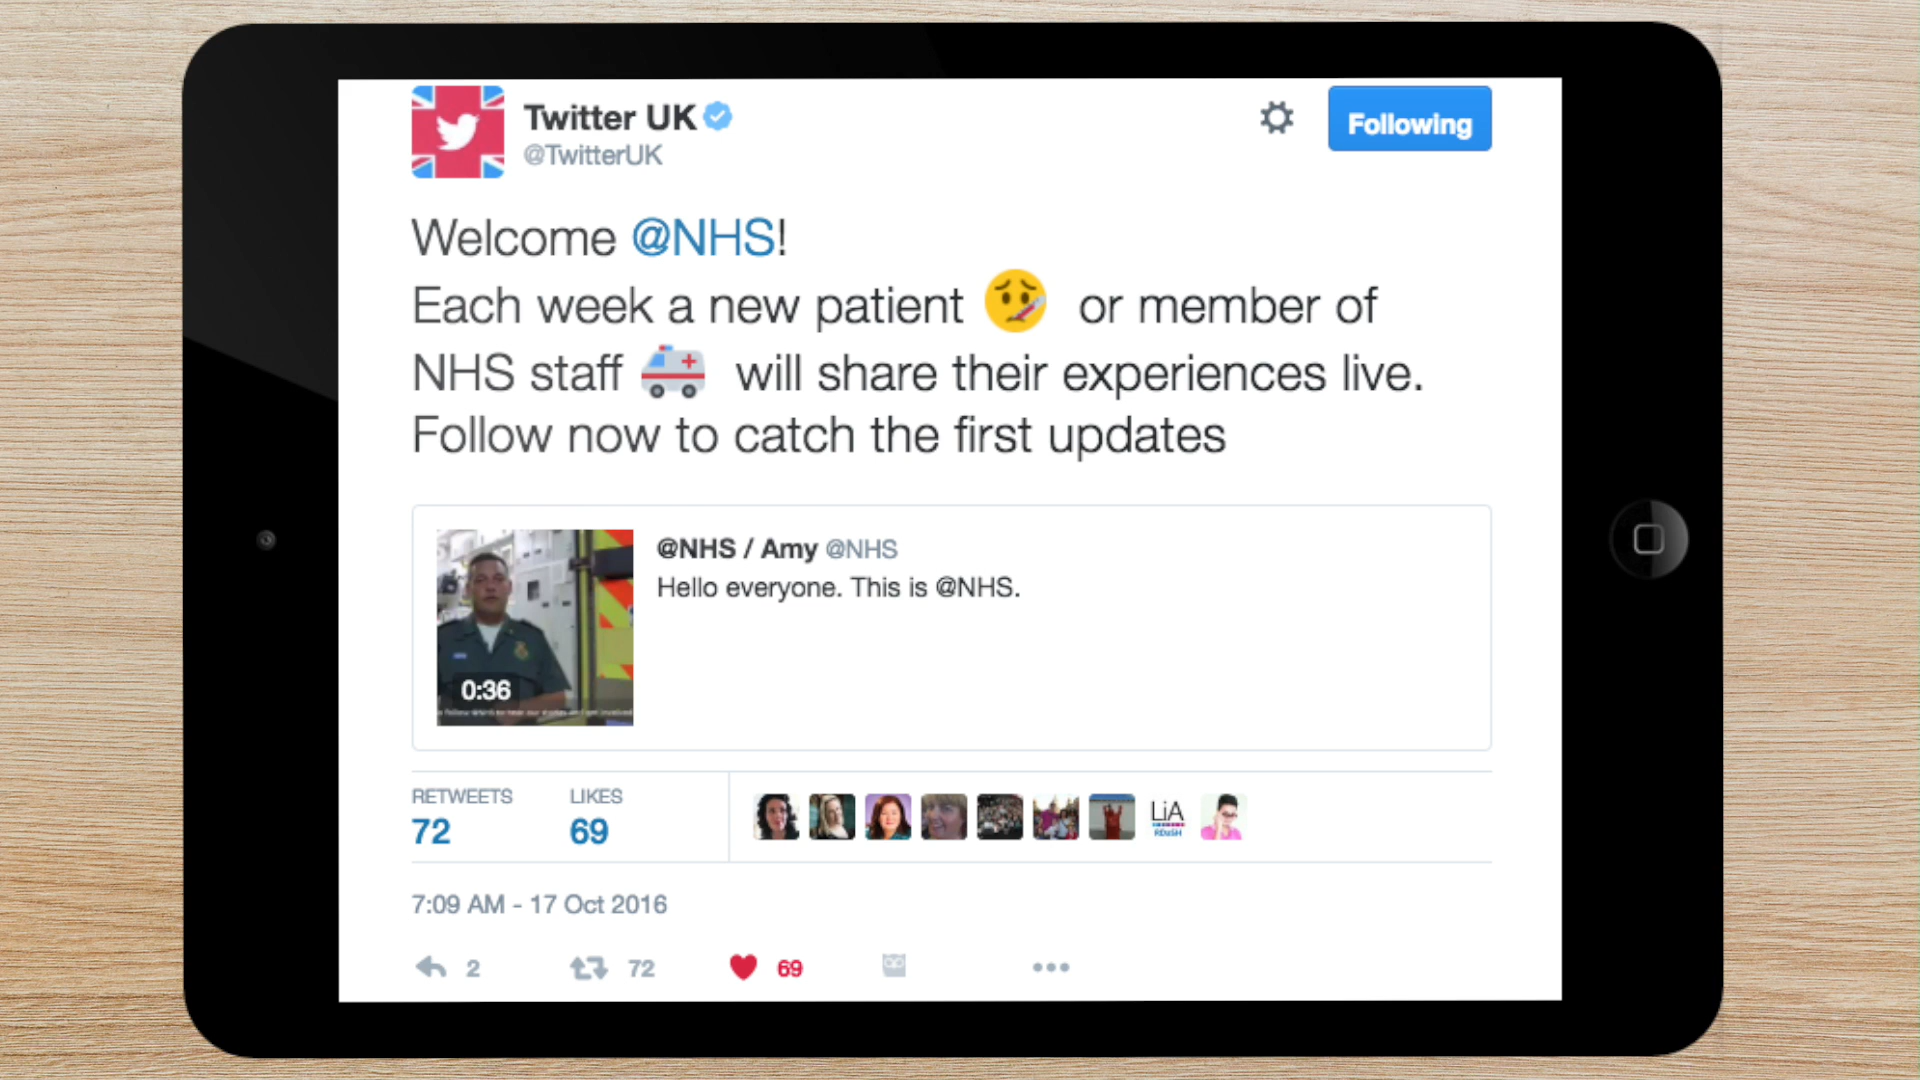 Twitter UK
@TwitterUK
Following
Welcome @NHS!
Each week a new patient 🤒 or member of
NHS staff 🚑 will share their experiences live.
Follow now to catch the first updates
@NHS / Amy @NHS
Hello everyone. This is @NHS.
0:36
RETWEETS
72
LIKES
69
LiA
RDaSH
7:09 AM - 17 Oct 2016
2
72
69